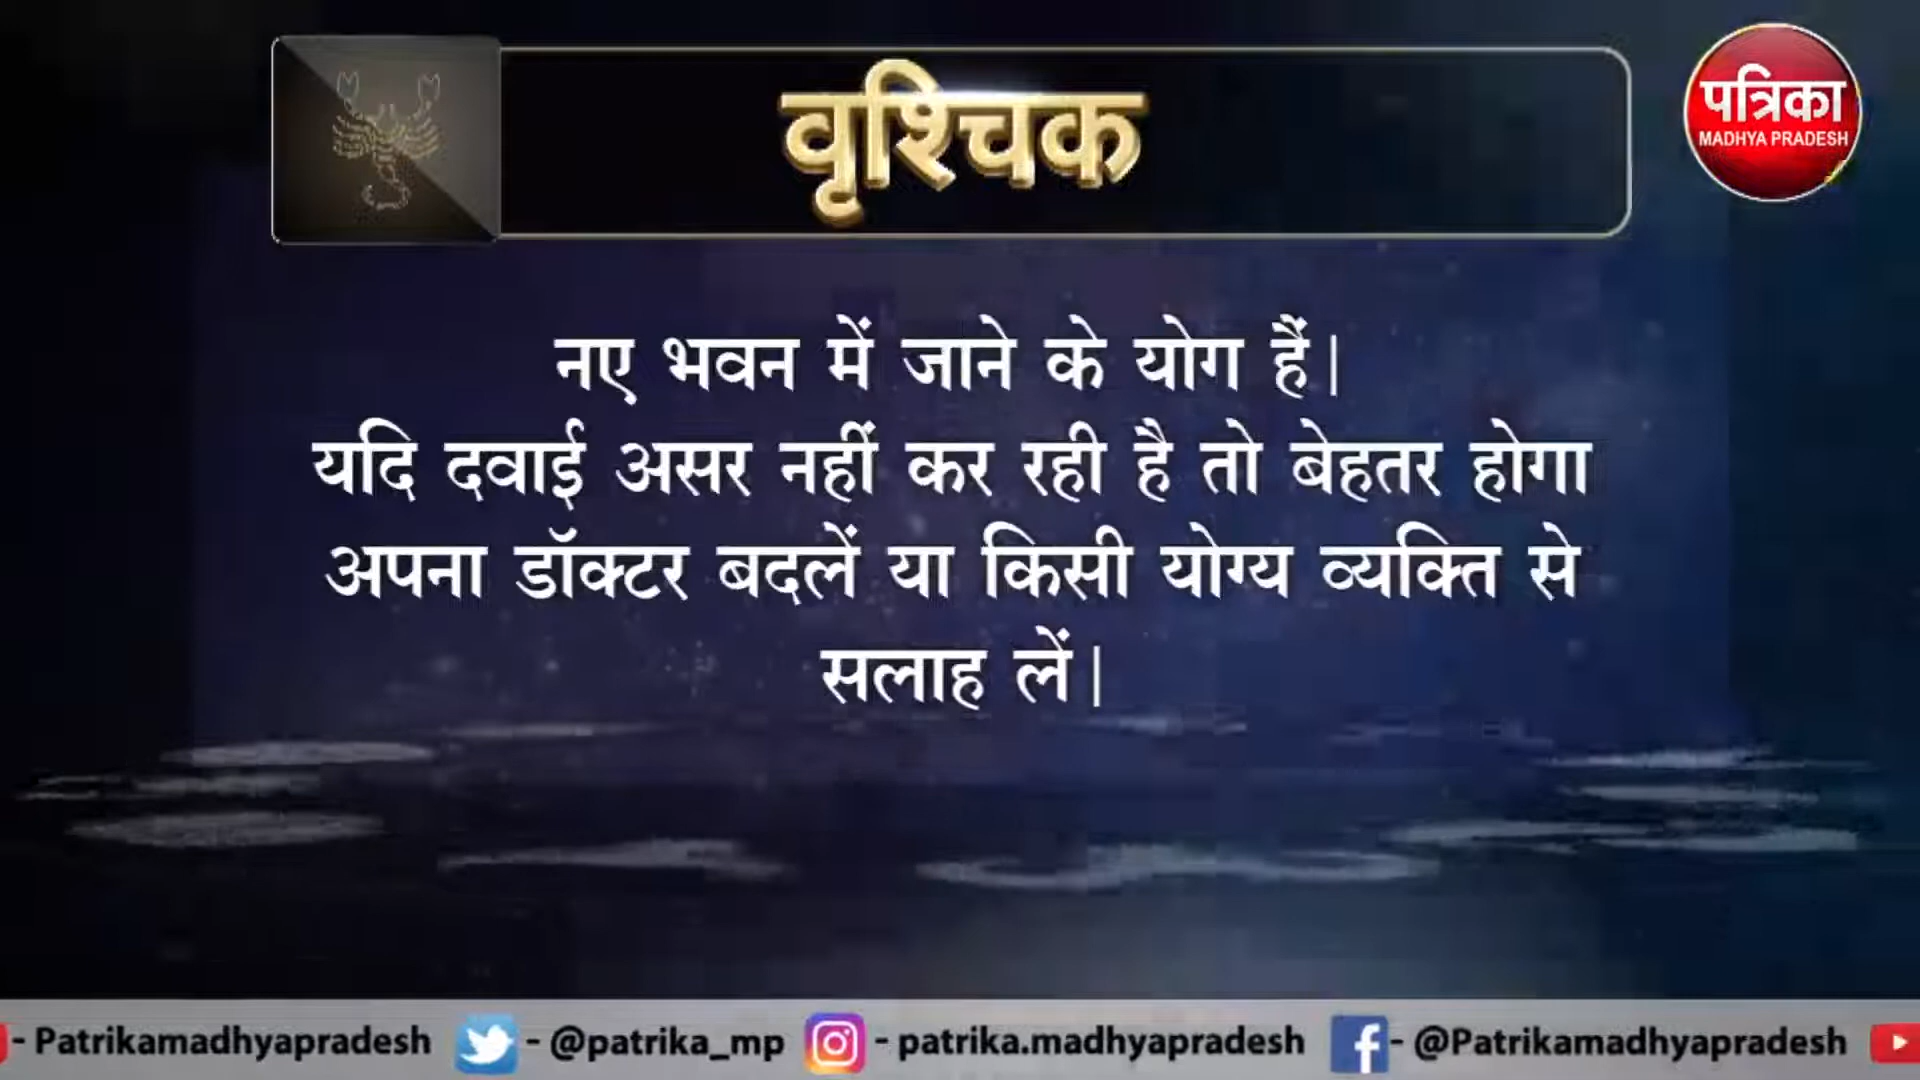 वृश्चिक
पत्रिका
MADHYA PRADESH
नए भवन में जाने के योग हैं|
यदि दवाई असर नहीं कर रही है तो बेहतर होगा
अपना डॉक्टर बदलें या किसी योग्य व्यक्ति से
सलाह लें|
- Patrikamadhyapradesh - @patrika_mp - patrika.madhyapradesh - @Patrikamadhyapradesh